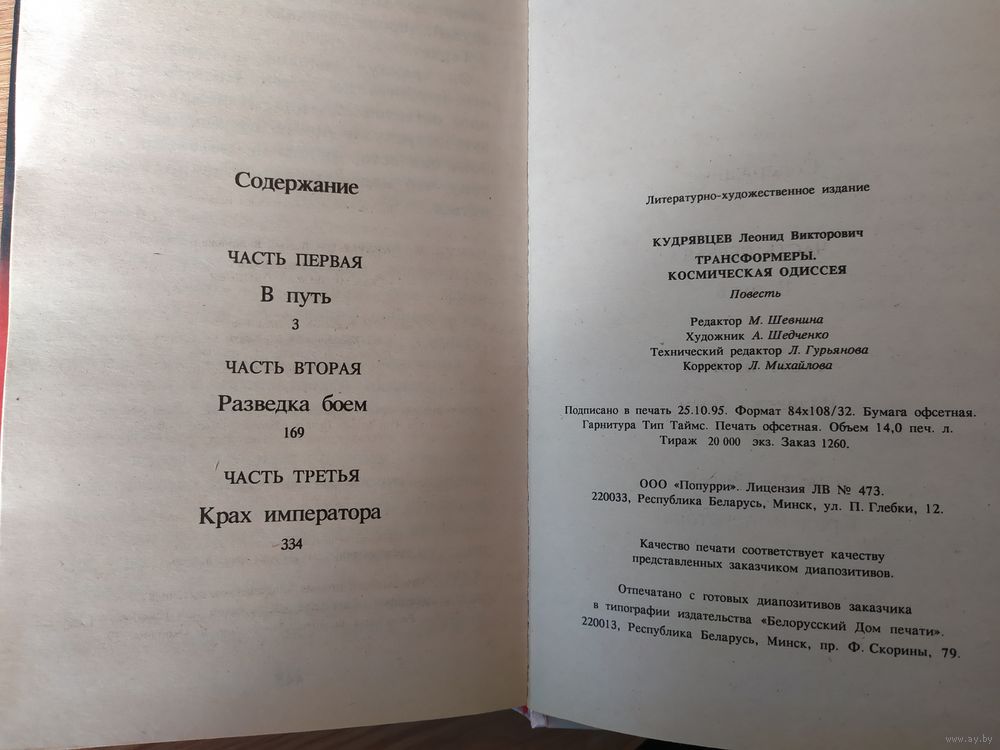 Содержание
ЧАСТЬ ПЕРВАЯ
В путь
3
ЧАСТЬ ВТОРАЯ
Разведка боем
169
ЧАСТЬ ТРЕТЬЯ
Крах императора
334
Литературно-художественное издание
КУДРЯВЦЕВ Леонид Викторович
ТРАНСФОРМЕРЫ.
КОСМИЧЕСКАЯ ОДИССЕЯ
Повесть
Редактор М. Шевнина
Художник А. Шедченко
Технический редактор Л. Гурьянова
Корректор Л. Михайлова
Подписано в печать 25.10.95. Формат 84х108/32. Бумага офсетная.
Гарнитура Тип Таймс. Печать офсетная. Объем 14,0 печ. л.
Тираж 20 000 экз. Заказ 1260.
ООО «Попурри». Лицензия ЛВ № 473.
220033, Республика Беларусь, Минск, ул. П. Глебки, 12.
Качество печати соответствует качеству
представленных заказчиком диапозитивов.
Отпечатано с готовых диапозитивов заказчика
в типографии издательства «Белорусский Дом печати».
220013, Республика Беларусь, Минск, пр. Ф. Скорины, 79.
www.ay.by